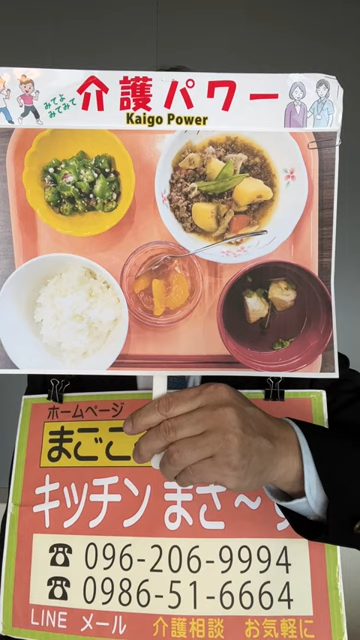 みてよ
みてみて
介護パワー
Kaigo Power
ホームページ
まごこ
キッチン まさ〜
☎ 096-206-9994
☎ 0986-51-6664
LINE メール 介護相談 お気軽に